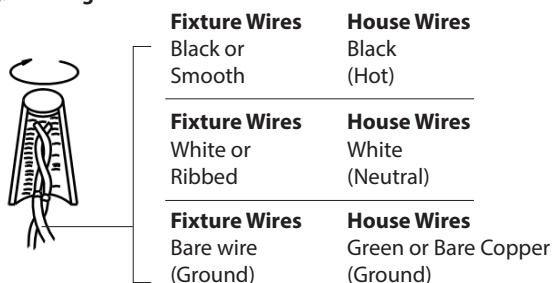 Fixture Wires House Wires
Black or Black
Smooth (Hot)
Fixture Wires House Wires
White or White
Ribbed (Neutral)
Fixture Wires House Wires
Bare wire Green or Bare Copper
(Ground) (Ground)